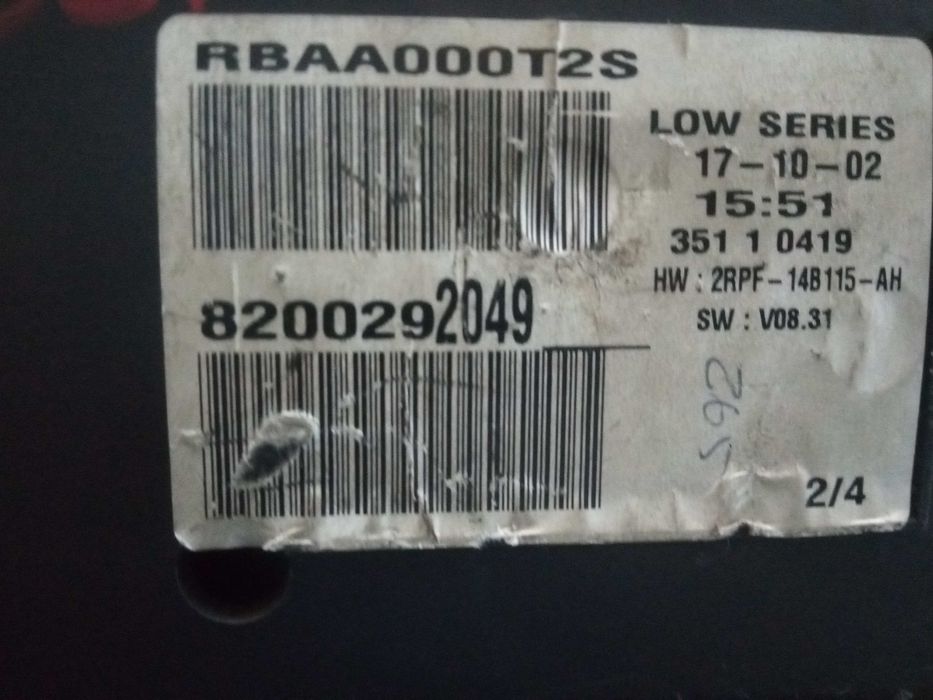 RBAA000T2S
LOW SERIES
17-10-02
15:51
351 1 0419
HW : 2RPF-14B115-AH
SW : V08.31
8200292049
2/4